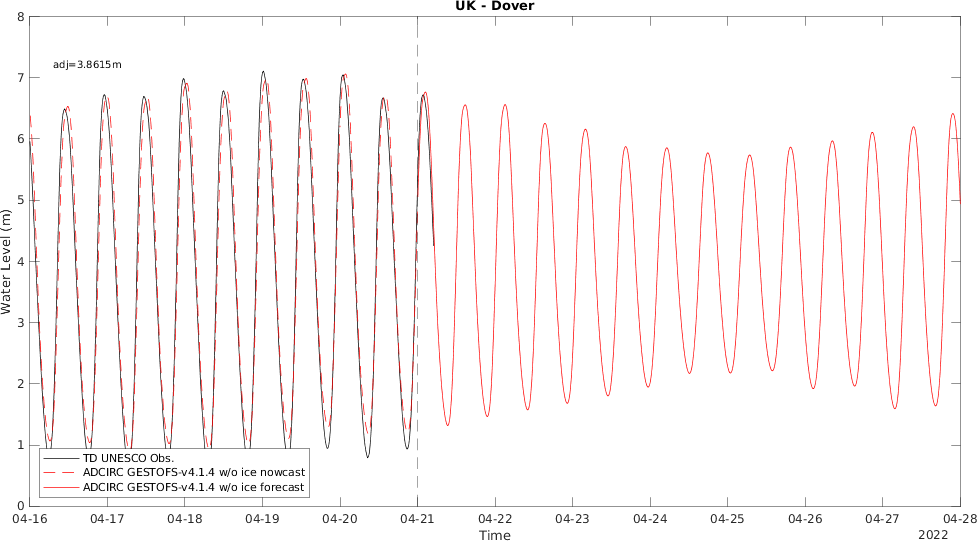 UK - Dover
8
adj=3.8615m
7
6
5
4
3
2
1
0
Water Level (m)
TD UNESCO Obs.
ADCIRC GESTOFS-v4.1.4 w/o ice nowcast
ADCIRC GESTOFS-v4.1.4 w/o ice forecast
04-16 04-17 04-18 04-19 04-20 04-21 04-22 04-23 04-24 04-25 04-26 04-27 04-28
Time
2022